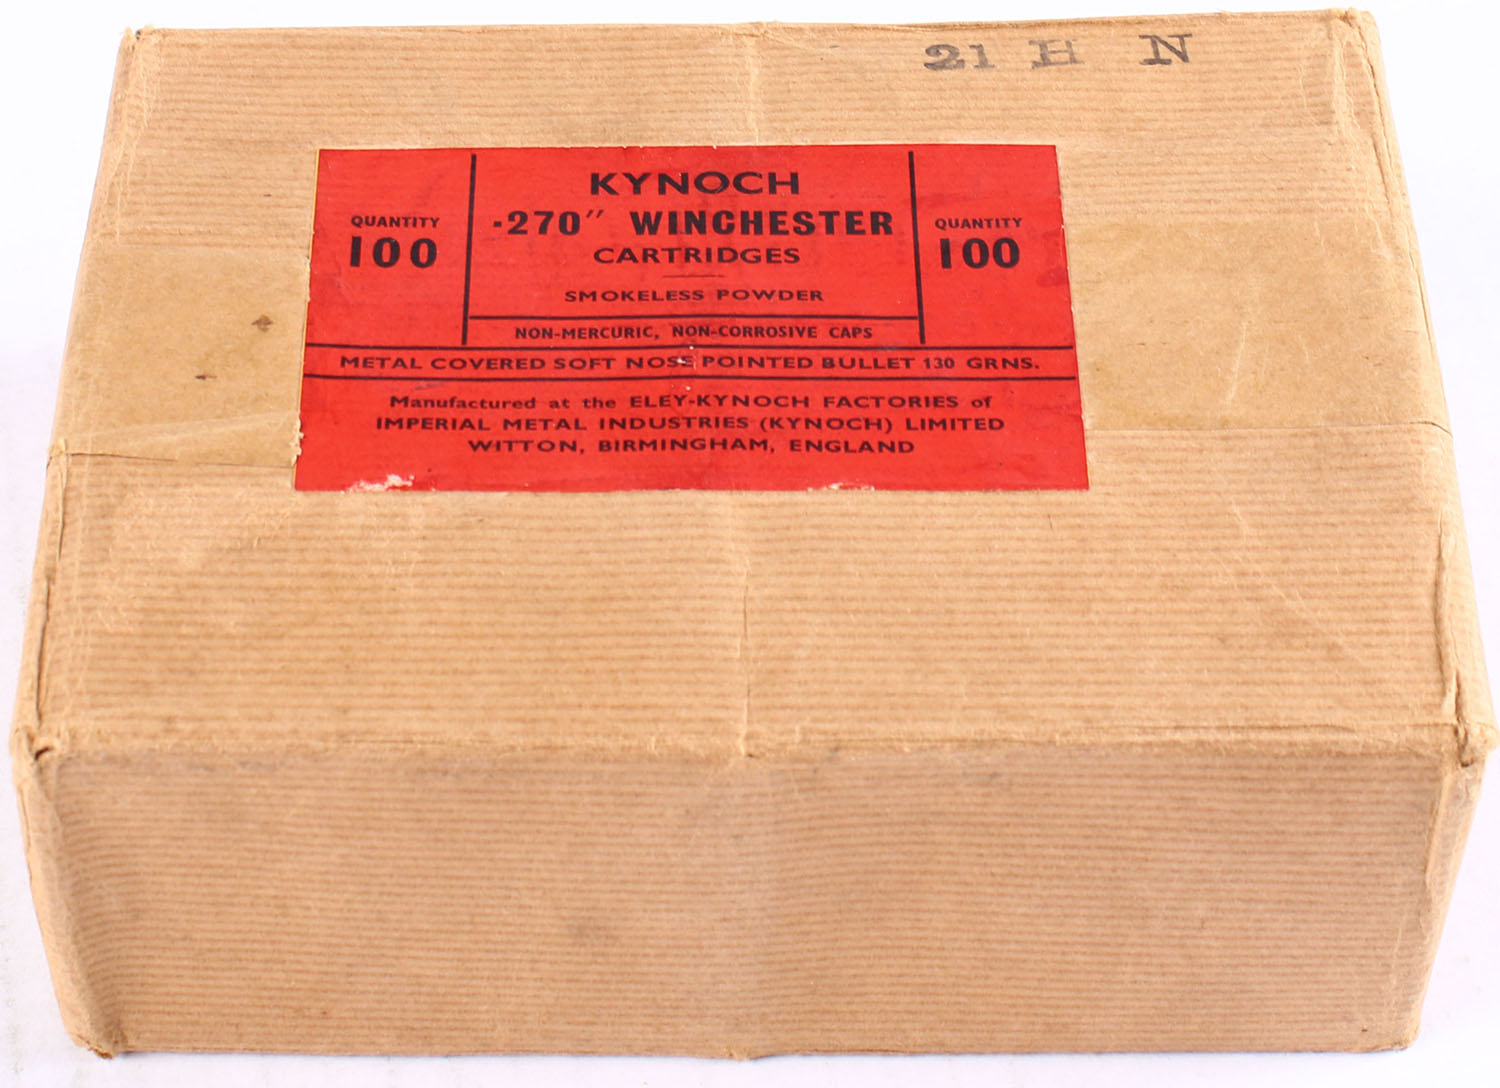 21 H N
KYNOCH
·270″ WINCHESTER
CARTRIDGES
QUANTITY
100
QUANTITY
100
SMOKELESS POWDER
NON-MERCURIC, NON-CORROSIVE CAPS
METAL COVERED SOFT NOSE POINTED BULLET 130 GRNS.
Manufactured at the ELEY-KYNOCH FACTORIES of
IMPERIAL METAL INDUSTRIES (KYNOCH) LIMITED
WITTON, BIRMINGHAM, ENGLAND